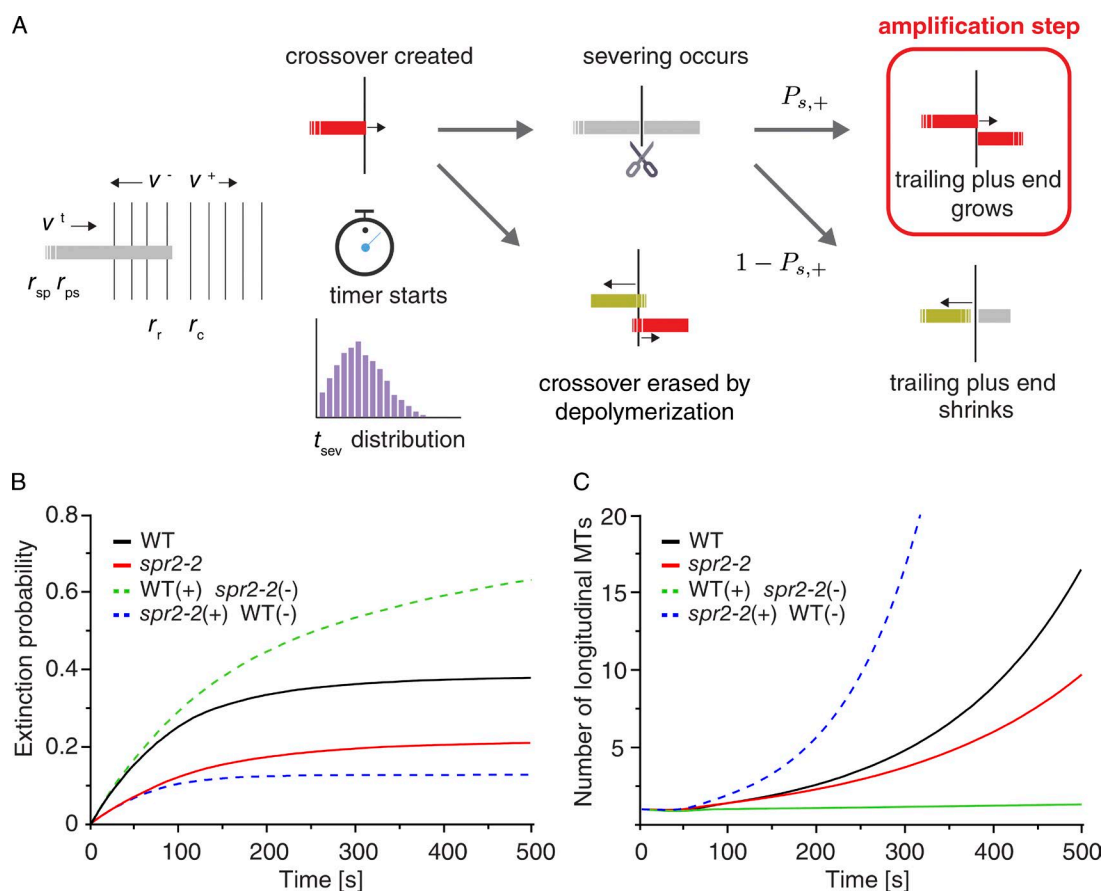 A
amplification step
crossover created
severing occurs
P_{s,+}
v⁻ v⁺
v^t
trailing plus end
grows
r_sp r_ps
r_r r_c
timer starts
1 − P_{s,+}
crossover erased by
depolymerization
trailing plus end
shrinks
t_sev distribution
B
0.8
0.6
0.4
0.2
0
Extinction probability
WT
spr2-2
WT(+) spr2-2(-)
spr2-2(+) WT(-)
0 100 200 300 400 500
Time [s]
C
20
15
10
5
Number of longitudinal MTs
WT
spr2-2
WT(+) spr2-2(-)
spr2-2(+) WT(-)
0 100 200 300 400 500
Time [s]